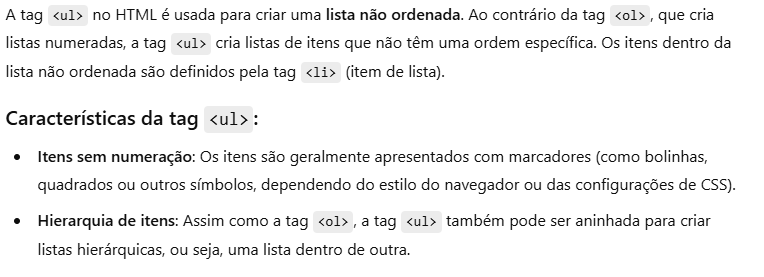 A tag <ul> no HTML é usada para criar uma lista não ordenada. Ao contrário da tag <ol>, que cria
listas numeradas, a tag <ul> cria listas de itens que não têm uma ordem específica. Os itens dentro da
lista não ordenada são definidos pela tag <li> (item de lista).
Características da tag <ul>:
• Itens sem numeração: Os itens são geralmente apresentados com marcadores (como bolinhas,
quadrados ou outros símbolos, dependendo do estilo do navegador ou das configurações de CSS).
• Hierarquia de itens: Assim como a tag <ol>, a tag <ul> também pode ser aninhada para criar
listas hierárquicas, ou seja, uma lista dentro de outra.